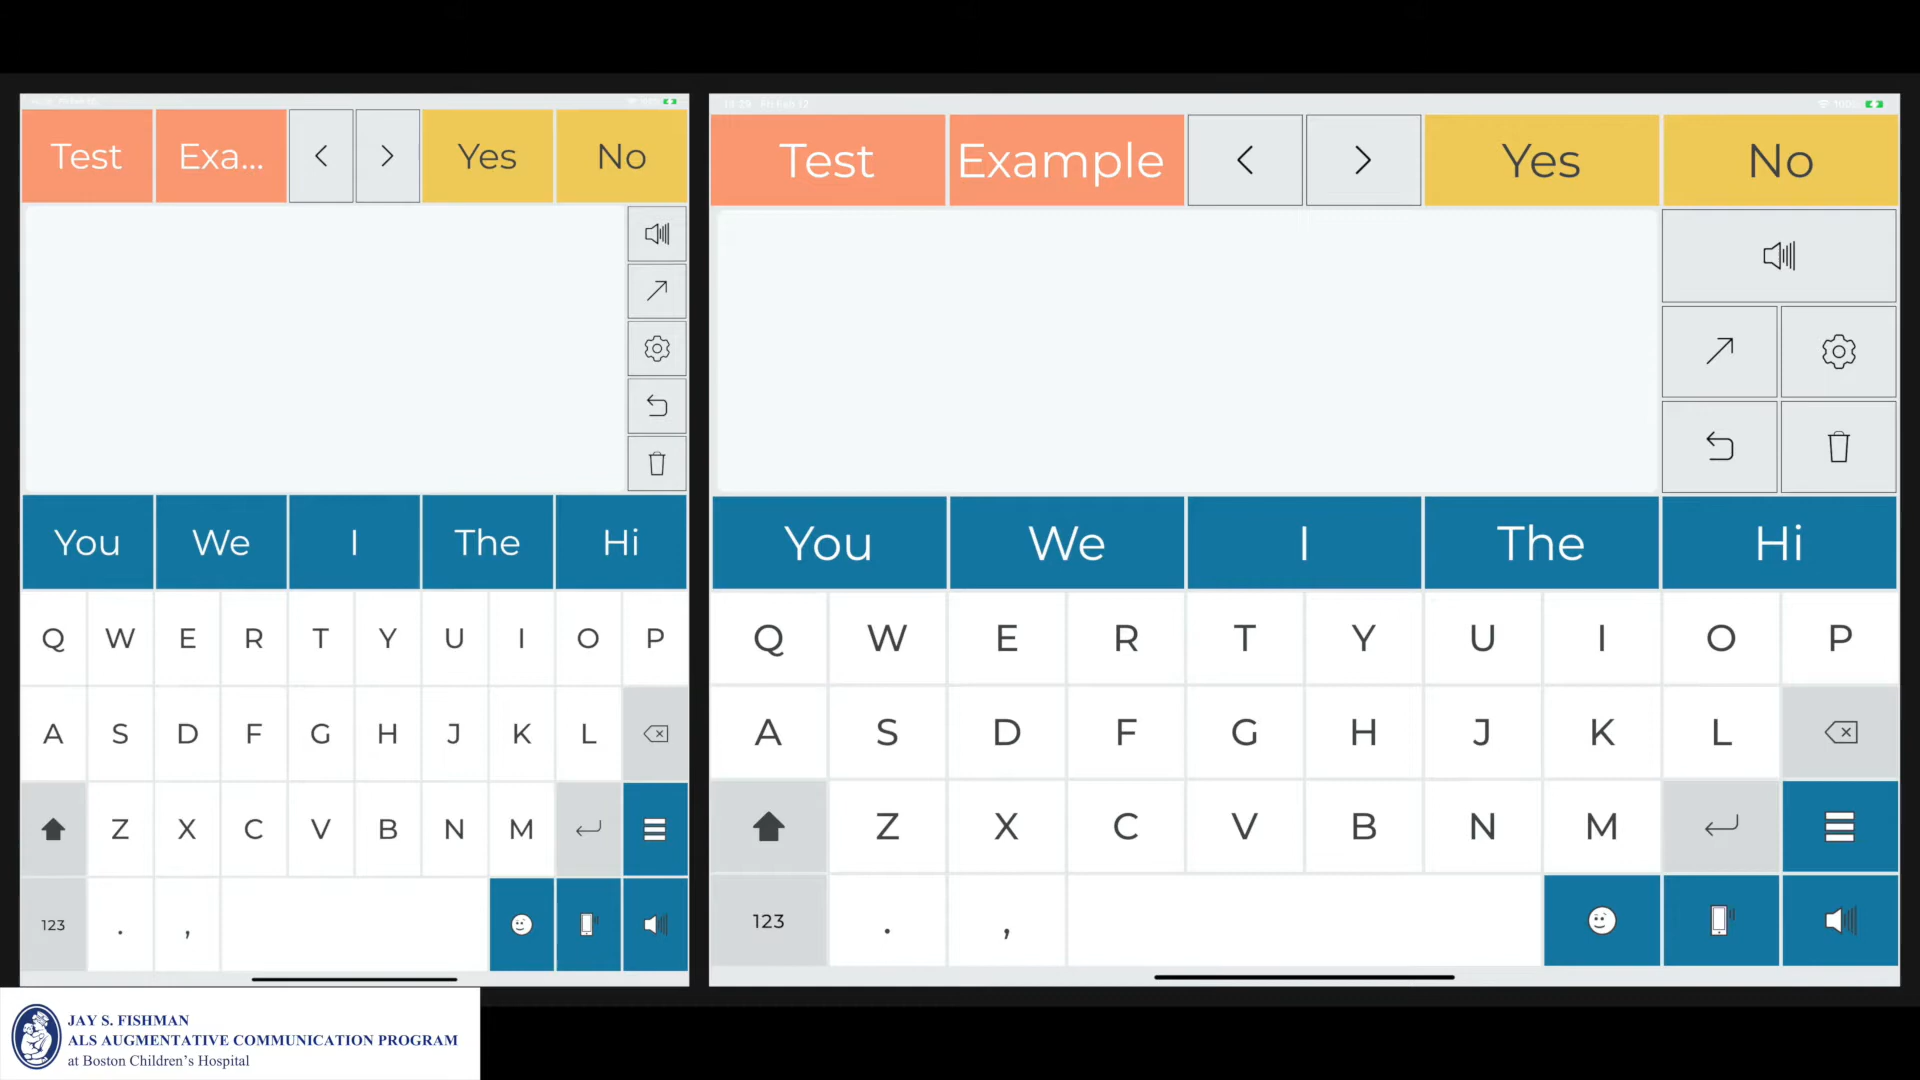 Test Exa... Yes No
You We I The Hi
Q W E R T Y U I O P
A S D F G H J K L
Z X C V B N M
123 . ,
Test Example Yes No
You We I The Hi
Q W E R T Y U I O P
A S D F G H J K L
Z X C V B N M
123 . ,
JAY S. FISHMAN
ALS AUGMENTATIVE COMMUNICATION PROGRAM
at Boston Children's Hospital